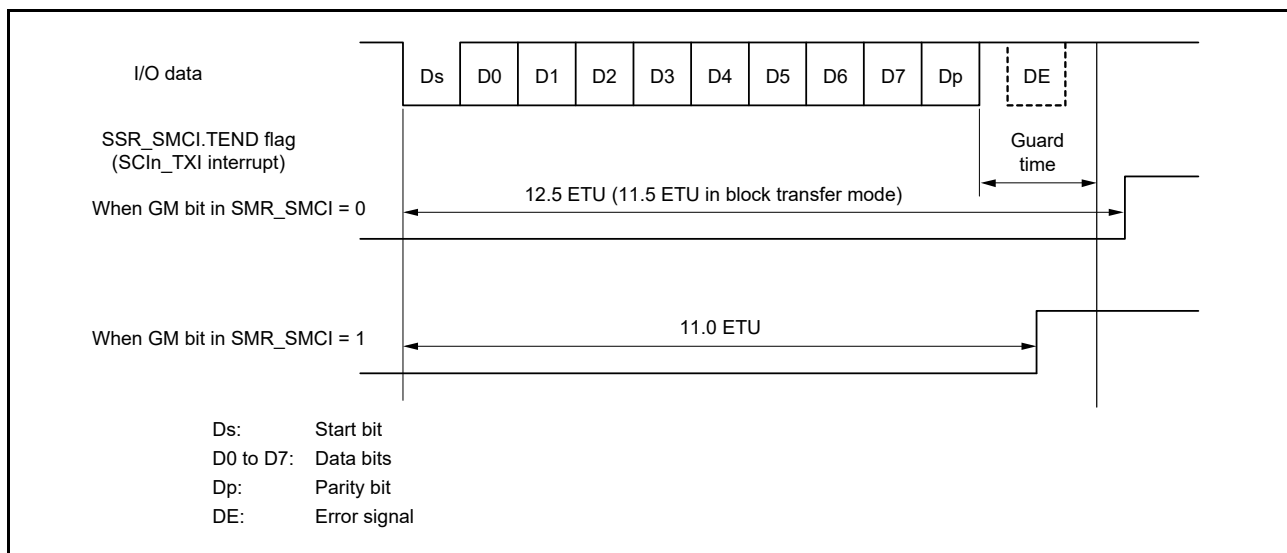 I/O data
Ds D0 D1 D2 D3 D4 D5 D6 D7 Dp DE
SSR_SMCI.TEND flag
(SCIn_TXI interrupt)
Guard
time
When GM bit in SMR_SMCI = 0
12.5 ETU (11.5 ETU in block transfer mode)
When GM bit in SMR_SMCI = 1
11.0 ETU
Ds: Start bit
D0 to D7: Data bits
Dp: Parity bit
DE: Error signal